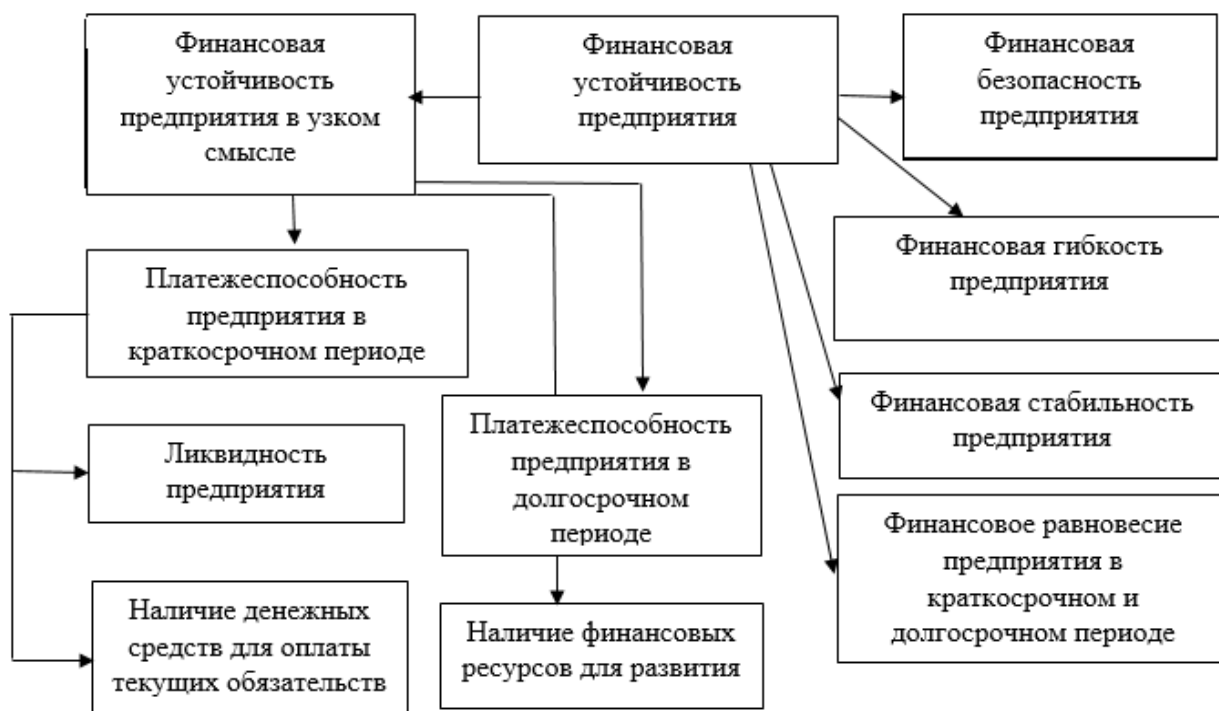 Финансовая
устойчивость
предприятия в узком
смысле
Финансовая
устойчивость
предприятия
Финансовая
безопасность
предприятия
Финансовая гибкость
предприятия
Платежеспособность
предприятия в
краткосрочном периоде
Финансовая стабильность
предприятия
Платежеспособность
предприятия в
долгосрочном
периоде
Ликвидность
предприятия
Финансовое равновесие
предприятия в
краткосрочном и
долгосрочном периоде
Наличие денежных
средств для оплаты
текущих обязательств
Наличие финансовых
ресурсов для развития